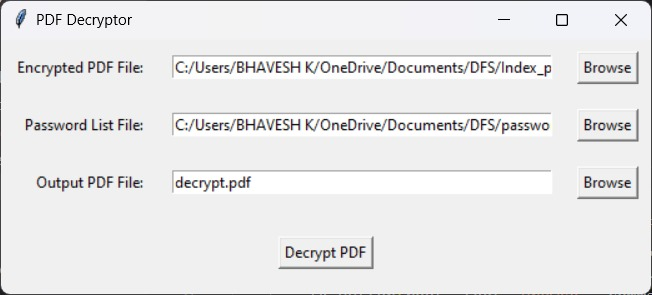 PDF Decryptor
Encrypted PDF File: C:/Users/BHAVESH K/OneDrive/Documents/DFS/Index_p Browse
Password List File: C:/Users/BHAVESH K/OneDrive/Documents/DFS/passwo Browse
Output PDF File: decrypt.pdf Browse
Decrypt PDF